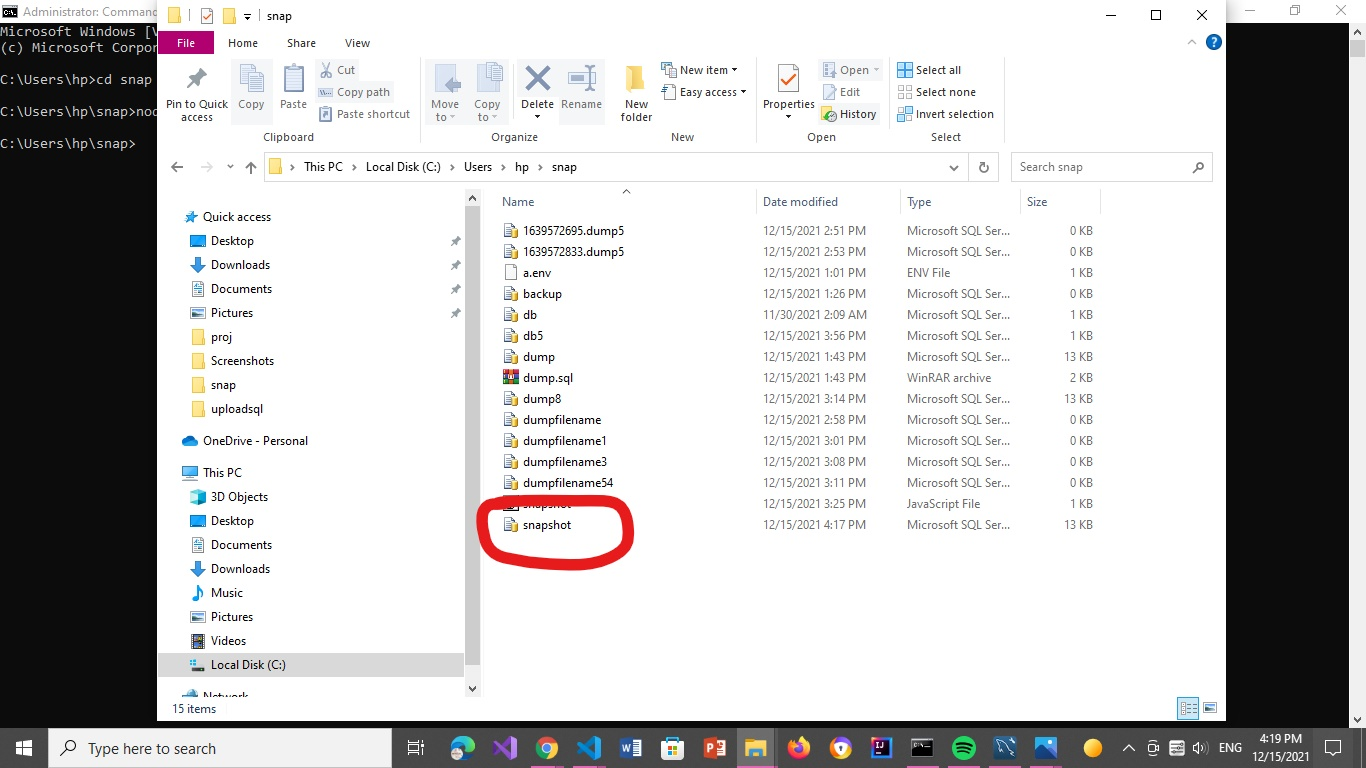 Administrator: Comman
snap
Microsoft Windows [V
(c) Microsoft Corpor
C:\Users\hp>cd snap
C:\Users\hp\snap>nod
C:\Users\hp\snap>
File Home Share View
Pin to Quick access
Copy
Paste
Cut
Copy path
Paste shortcut
Clipboard
Move to
Copy to
Delete
Rename
Organize
New folder
New item
Easy access
New
Properties
Open
Edit
History
Open
Select all
Select none
Invert selection
Select
This PC > Local Disk (C:) > Users > hp > snap
Search snap
Quick access
Desktop
Downloads
Documents
Pictures
proj
Screenshots
snap
uploadsql
OneDrive - Personal
This PC
3D Objects
Desktop
Documents
Downloads
Music
Pictures
Videos
Local Disk (C:)
Network
Name Date modified Type Size
1639572695.dump5 12/15/2021 2:51 PM Microsoft SQL Ser... 0 KB
1639572833.dump5 12/15/2021 2:53 PM Microsoft SQL Ser... 0 KB
a.env 12/15/2021 1:01 PM ENV File 1 KB
backup 12/15/2021 1:26 PM Microsoft SQL Ser... 0 KB
db 11/30/2021 2:09 AM Microsoft SQL Ser... 1 KB
db5 12/15/2021 3:56 PM Microsoft SQL Ser... 1 KB
dump 12/15/2021 1:43 PM Microsoft SQL Ser... 13 KB
dump.sql 12/15/2021 1:43 PM WinRAR archive 2 KB
dump8 12/15/2021 3:14 PM Microsoft SQL Ser... 13 KB
dumpfilename 12/15/2021 2:58 PM Microsoft SQL Ser... 0 KB
dumpfilename1 12/15/2021 3:01 PM Microsoft SQL Ser... 0 KB
dumpfilename3 12/15/2021 3:08 PM Microsoft SQL Ser... 0 KB
dumpfilename54 12/15/2021 3:11 PM Microsoft SQL Ser... 0 KB
snapshot 12/15/2021 3:25 PM JavaScript File 1 KB
snapshot 12/15/2021 4:17 PM Microsoft SQL Ser... 13 KB
15 items
Type here to search
ENG
4:19 PM
12/15/2021